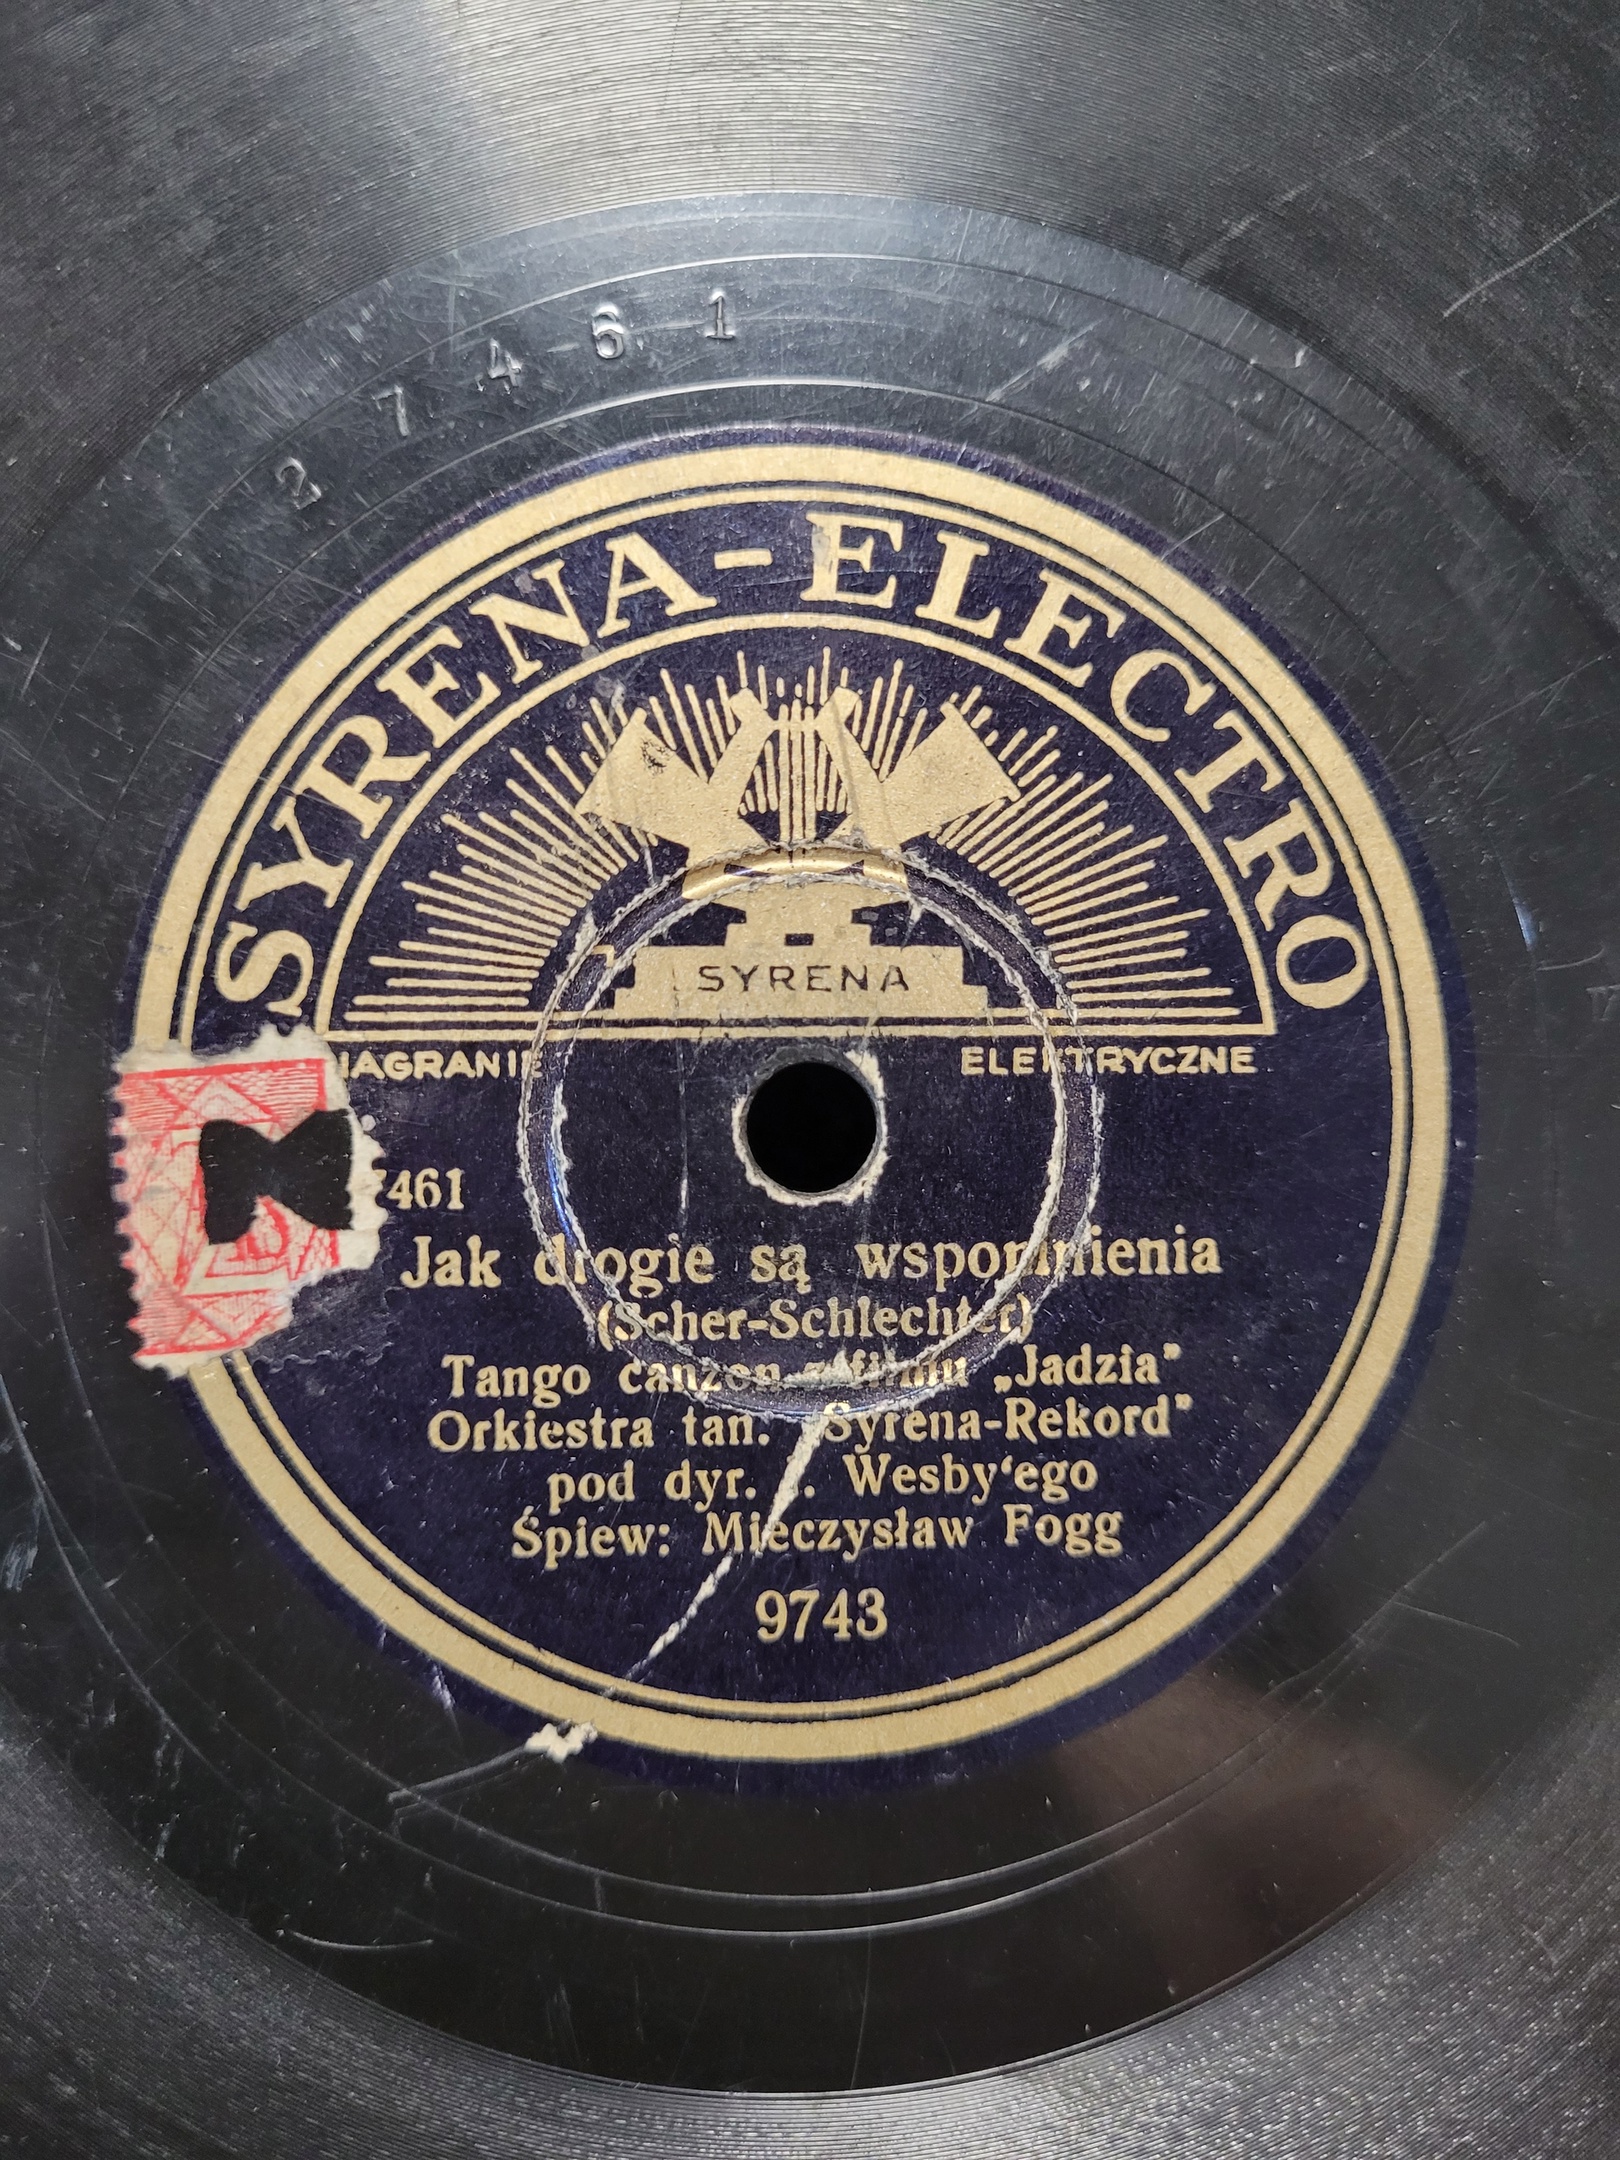 2 7 4 6 1
SYRENA-ELECTRO
SYRENA
NAGRANIE ELEKTRYCZNE
7461
Jak drogie są wspomnienia
(Scher-Schlechter)
Tango canzon z filmu „Jadzia”
Orkiestra tan. Syrena-Rekord”
pod dyr. Wesby‘ego
Śpiew: Mieczysław Fogg
9743